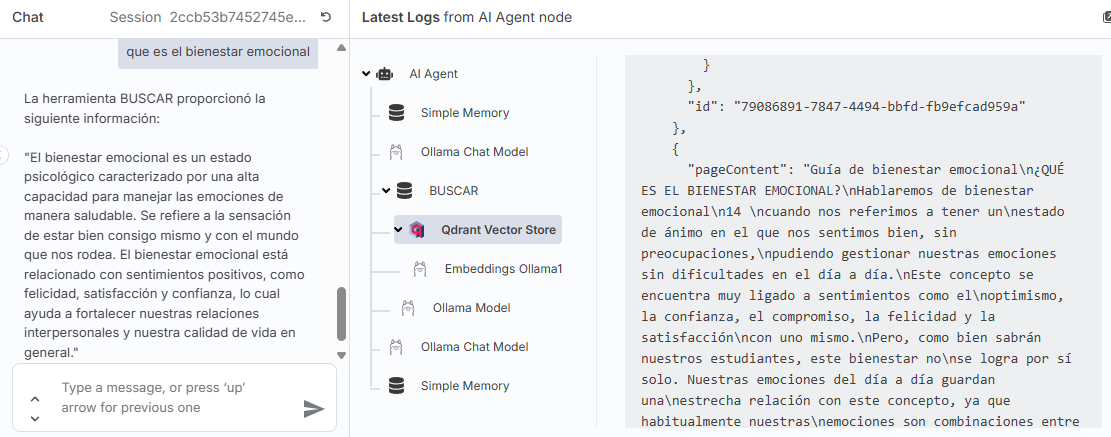 Chat
Session 2ccb53b7452745e...
Latest Logs from AI Agent node
que es el bienestar emocional
La herramienta BUSCAR proporcionó la
siguiente información:
"El bienestar emocional es un estado
psicológico caracterizado por una alta
capacidad para manejar las emociones de
manera saludable. Se refiere a la sensación
de estar bien consigo mismo y con el mundo
que nos rodea. El bienestar emocional está
relacionado con sentimientos positivos, como
felicidad, satisfacción y confianza, lo cual
ayuda a fortalecer nuestras relaciones
interpersonales y nuestra calidad de vida en
general."
Type a message, or press ‘up’
arrow for previous one
AI Agent
Simple Memory
Ollama Chat Model
BUSCAR
Qdrant Vector Store
Embeddings Ollama1
Ollama Model
Ollama Chat Model
Simple Memory
}
},
"id": "79086891-7847-4494-bbfd-fb9efcad959a"
},
{
"pageContent": "Guía de bienestar emocional\n¿QUÉ
ES EL BIENESTAR EMOCIONAL?\nHablaremos de bienestar
emocional\n14 \ncuando nos referimos a tener un\nestado
de ánimo en el que nos sentimos bien, sin
preocupaciones,\npudiendo gestionar nuestras emociones
sin dificultades en el día a día.\nEste concepto se
encuentra muy ligado a sentimientos como el\noptimismo,
la confianza, el compromiso, la felicidad y la
satisfacción\ncon uno mismo.\nPero, como bien sabrán
nuestros estudiantes, este bienestar no\nse logra por sí
solo. Nuestras emociones del día a día guardan
una\nestrecha relación con este concepto, ya que
habitualmente nuestras\nemociones son combinaciones entre